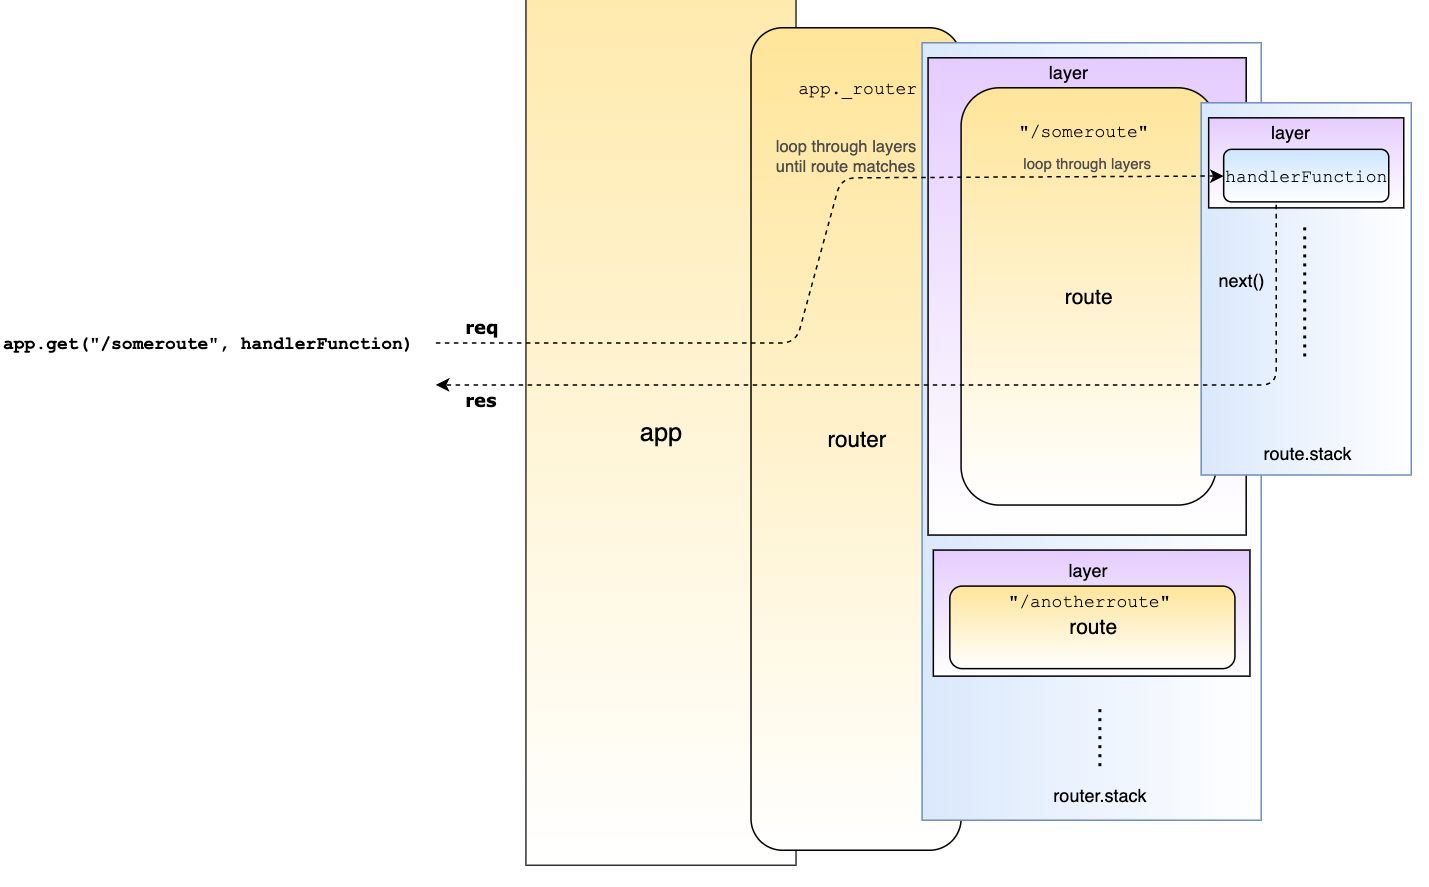 layer
app._router
"/someroute"
layer
loop through layers
until route matches
loop through layers
handlerFunction
next()
route
req
app.get("/someroute", handlerFunction)
res
app
router
route.stack
layer
"/anotherroute"
route
router.stack